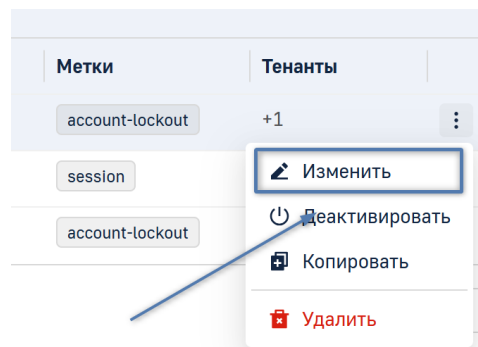 Метки Тенанты
account-lockout +1
session
Изменить
Деактивировать
account-lockout
Копировать
Удалить